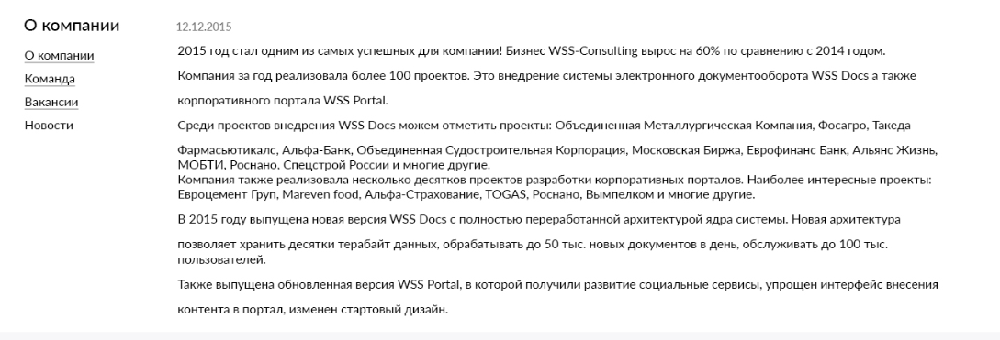 О компании
О компании
Команда
Вакансии
Новости
12.12.2015
2015 год стал одним из самых успешных для компании! Бизнес WSS-Consulting вырос на 60% по сравнению с 2014 годом.
Компания за год реализовала более 100 проектов. Это внедрение системы электронного документооборота WSS Docs а также
корпоративного портала WSS Portal.
Среди проектов внедрения WSS Docs можем отметить проекты: Объединенная Металлургическая Компания, Фосагро, Такеда
Фармасьютикалс, Альфа-Банк, Объединенная Судостроительная Корпорация, Московская Биржа, Еврофинанс Банк, Альянс Жизнь,
МОБТИ, Роснано, Спецстрой России и многие другие.
Компания также реализовала несколько десятков проектов разработки корпоративных порталов. Наиболее интересные проекты:
Евроцемент Груп, Mareven food, Альфа-Страхование, TOGAS, Роснано, Вымпелком и многие другие.
В 2015 году выпущена новая версия WSS Docs с полностью переработанной архитектурой ядра системы. Новая архитектура
позволяет хранить десятки терабайт данных, обрабатывать до 50 тыс. новых документов в день, обслуживать до 100 тыс.
пользователей.
Также выпущена обновленная версия WSS Portal, в которой получили развитие социальные сервисы, упрощен интерфейс внесения
контента в портал, изменен стартовый дизайн.